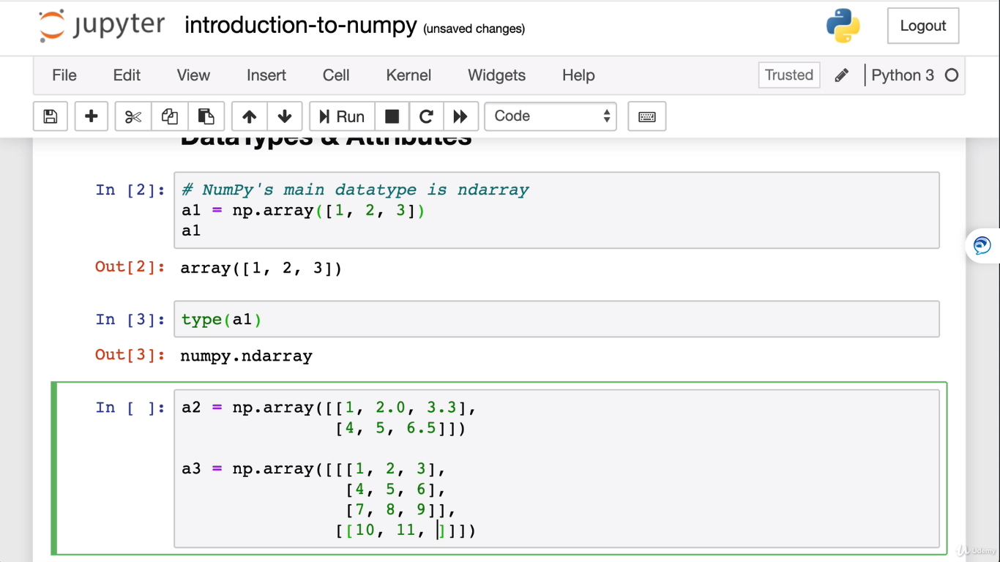 jupyter introduction-to-numpy (unsaved changes) Logout
File Edit View Insert Cell Kernel Widgets Help Trusted Python 3
Run Code
DataTypes & Attributes
In [2]: # NumPy's main datatype is ndarray
a1 = np.array([1, 2, 3])
a1
Out[2]: array([1, 2, 3])
In [3]: type(a1)
Out[3]: numpy.ndarray
In [ ]: a2 = np.array([[1, 2.0, 3.3],
[4, 5, 6.5]])
a3 = np.array([[[1, 2, 3],
[4, 5, 6],
[7, 8, 9]],
[[10, 11, ]]])
Udemy